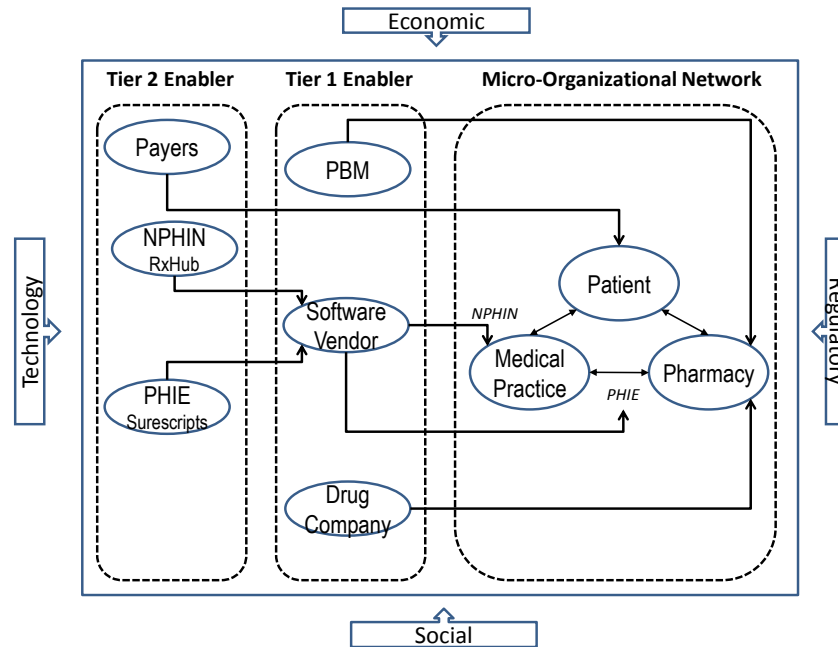 Economic
Tier 2 Enabler
Tier 1 Enabler
Micro-Organizational Network
Payers
PBM
NPHIN
RxHub
Patient
Technology
Regulatory
Software
Vendor
NPHIN
Medical
Practice
Pharmacy
PHIE
PHIE
Surescripts
Drug
Company
Social